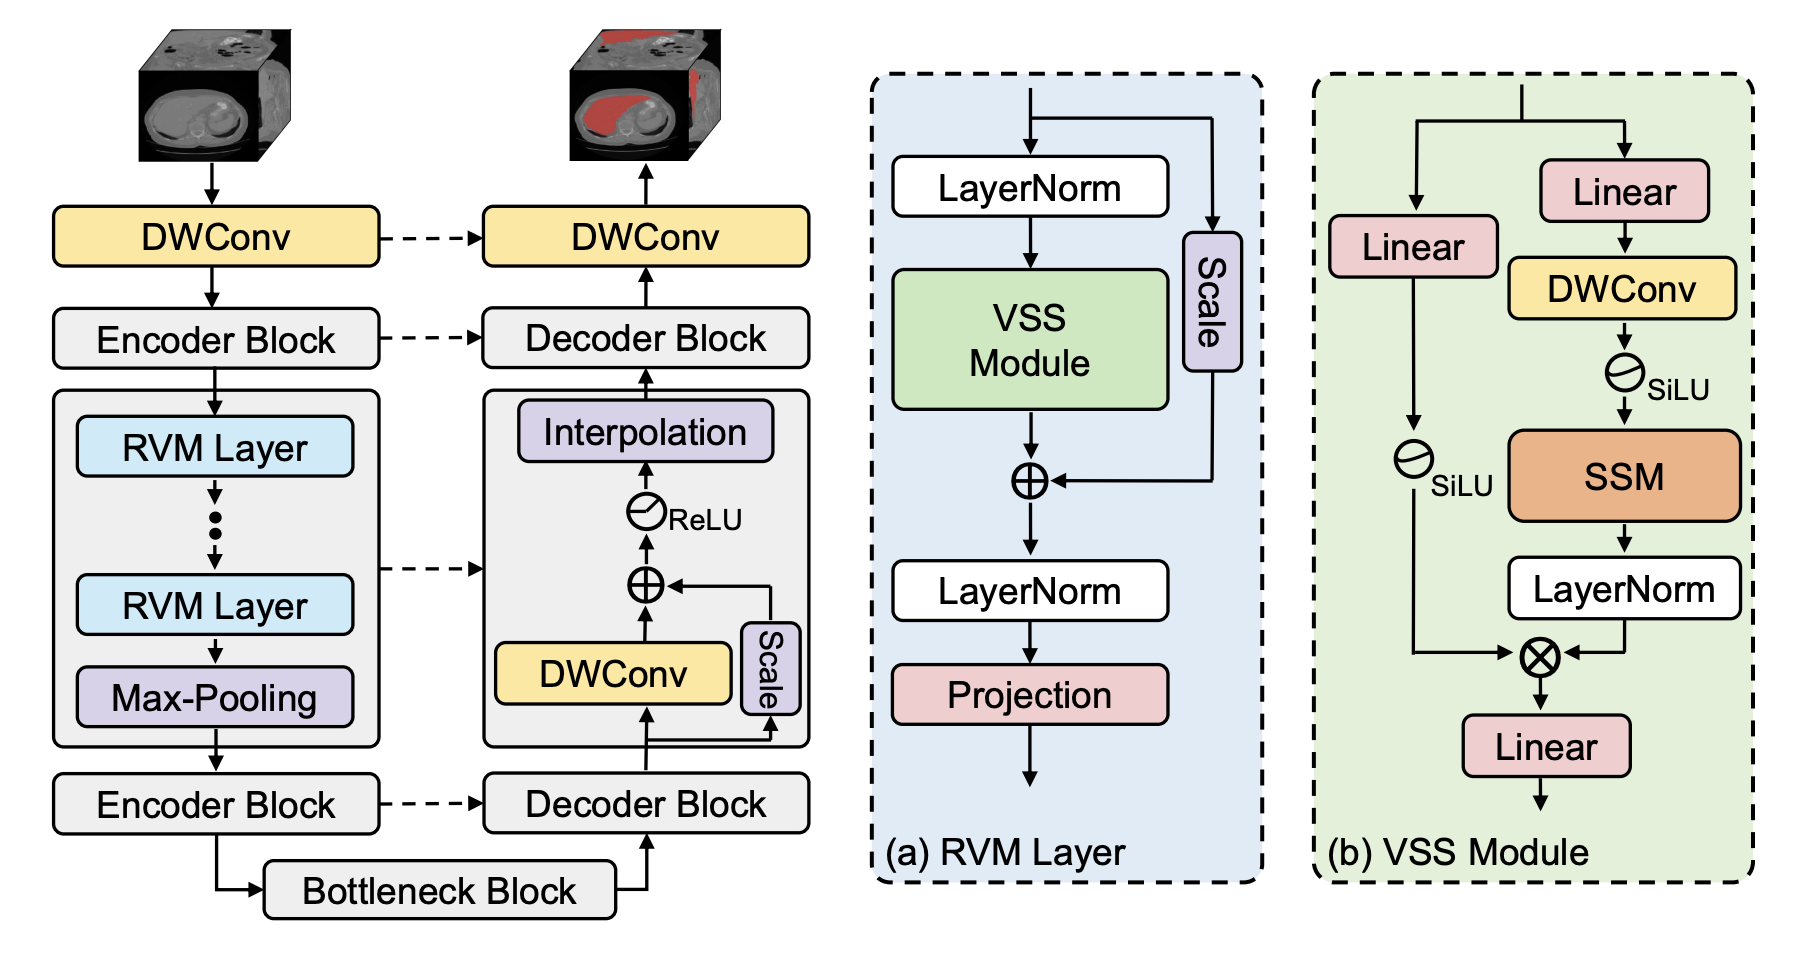 DWConv
Encoder Block
RVM Layer
RVM Layer
Max-Pooling
Encoder Block
Bottleneck Block
DWConv
Decoder Block
Interpolation
ReLU
DWConv
Scale
Decoder Block
LayerNorm
VSS
Module
Scale
LayerNorm
Projection
(a) RVM Layer
Linear
Linear
DWConv
SiLU
SiLU
SSM
LayerNorm
Linear
(b) VSS Module